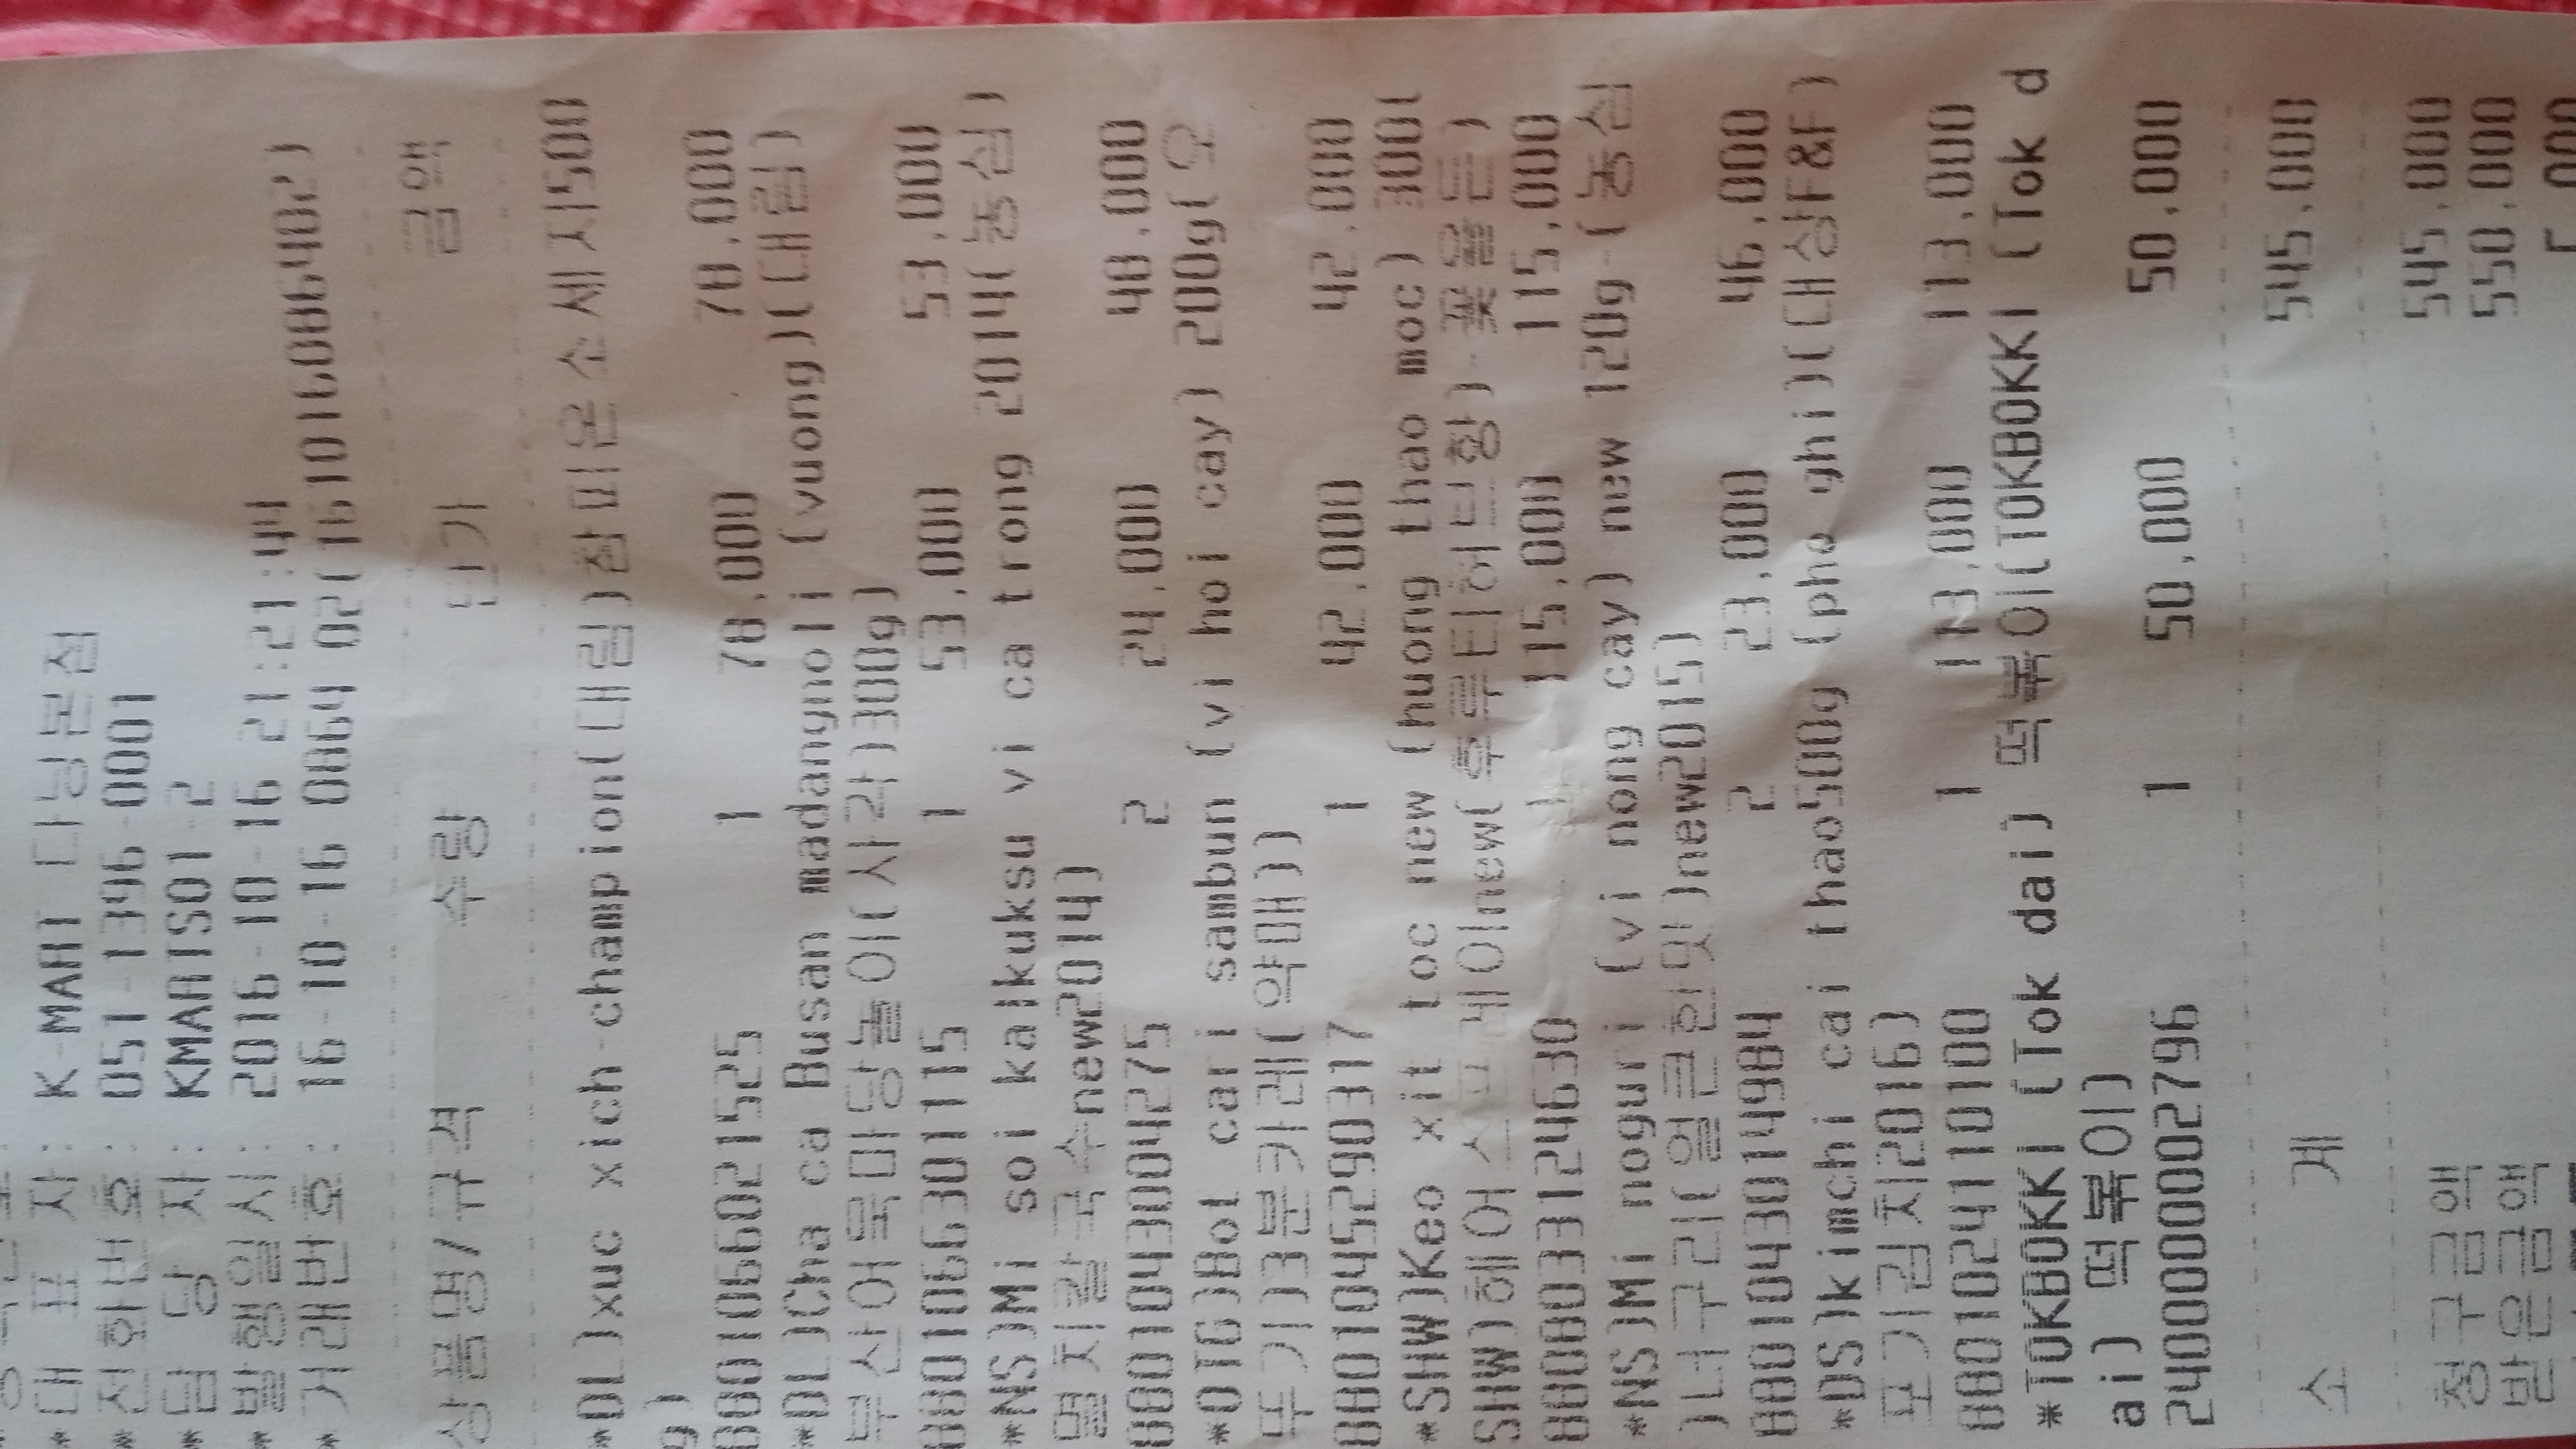 *대 표 자: K-MART 다낭본점
*전화번호: 051-1396-0001
*담 당 자: KMARTS01-2
*발행일시: 2016-10-16 21:21:44
*거래번호: 16-10-16 0864 02(1610160086402)
상품명/규격 수량 단가 금액
*DL)xuc xich-champion(대림)참피온소세지500
g)
8801066021525 1 78,000 78,000
*DL)Cha ca Busan madangnoli (vuong)(대림)
부산어묵마당놀이(사각)300g)
8801066301115 1 53,000 53,000
*NS)Mi soi kalkuksu vi ca trong 2014(농심)
멸치칼국수-new2014)
8801043004275 2 24,000 48,000
*OTG)Bot cari sambun (vi hoi cay) 200g(오
뚜기)3분카레(약매))
8801045290317 1 42,000 42,000
*SHW)Keo xit toc new (huong thao moc) 300(
SHW)헤어스프레이new(후루티허브향)-꽃을든)
8808033124630 1 115,000 115,000
*NS)Mi noguri (vi nong cay) new 120g-(농심
)너구리(얼큰한맛)new2015)
8801043014984 2 23,000 46,000
*DS)kimchi cai thao500g (pho ghi)(대상F&F)
포기김치2016)
8801024110100 1 113,000 113,000
*TOKBOKKI (Tok dai) 떡볶이(TOKBOKKI (Tok d
ai) 떡볶이)
2400000002796 1 50,000 50,000
소 계 545,000
청구금액 545,000
받은금액 550,000